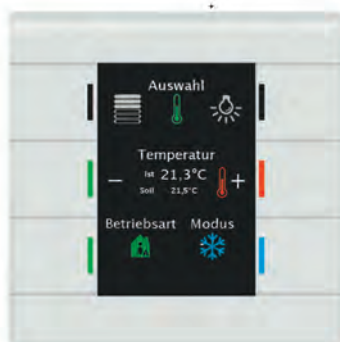 Auswahl
Temperatur
Ist 21,3°C
− Soll 21,5°C +
Betriebsart Modus